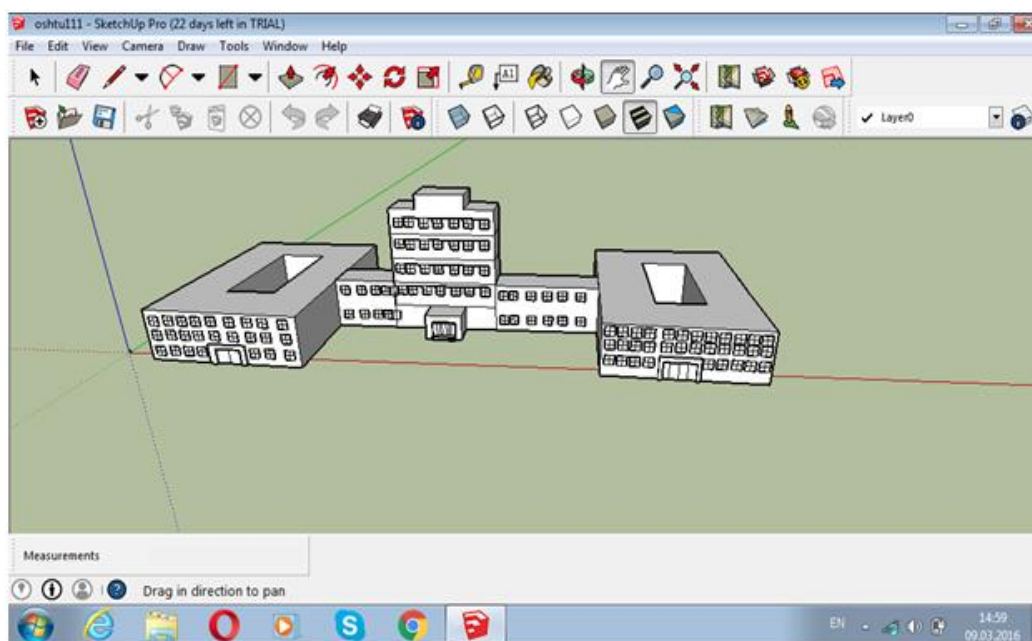 oshtu111 - SketchUp Pro (22 days left in TRIAL)
File Edit View Camera Draw Tools Window Help
A1
Layer0
Measurements
Drag in direction to pan
EN
14:59
09.03.2016